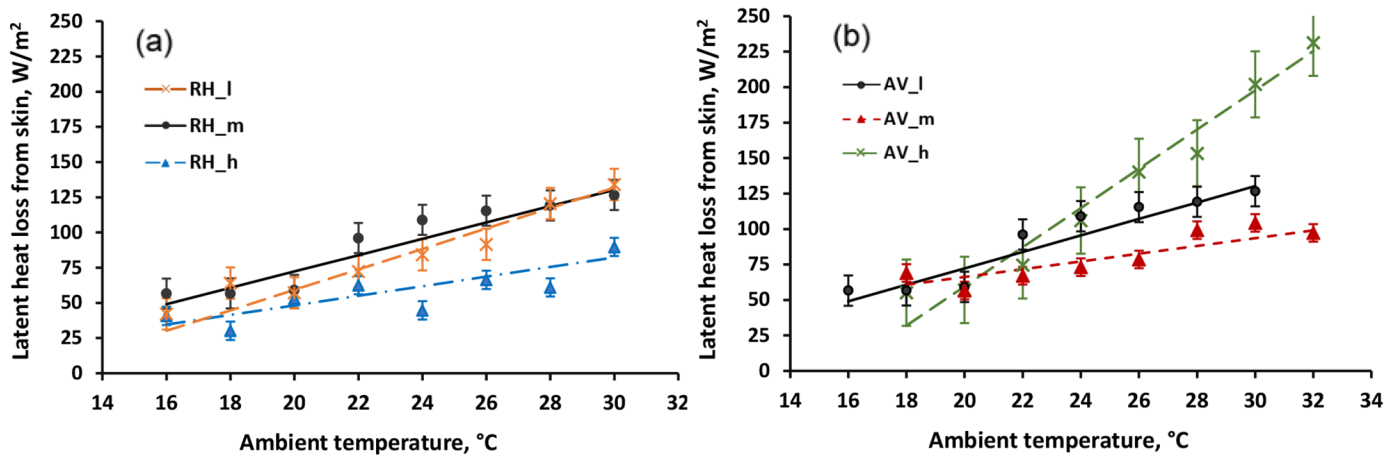 (a)
Latent heat loss from skin, W/m²
250
225
200
175
150
125
100
75
50
25
0
RH_l
RH_m
RH_h
14 16 18 20 22 24 26 28 30 32
Ambient temperature, °C
(b)
Latent heat loss from skin, W/m²
250
225
200
175
150
125
100
75
50
25
0
AV_l
AV_m
AV_h
14 16 18 20 22 24 26 28 30 32 34
Ambient temperature, °C